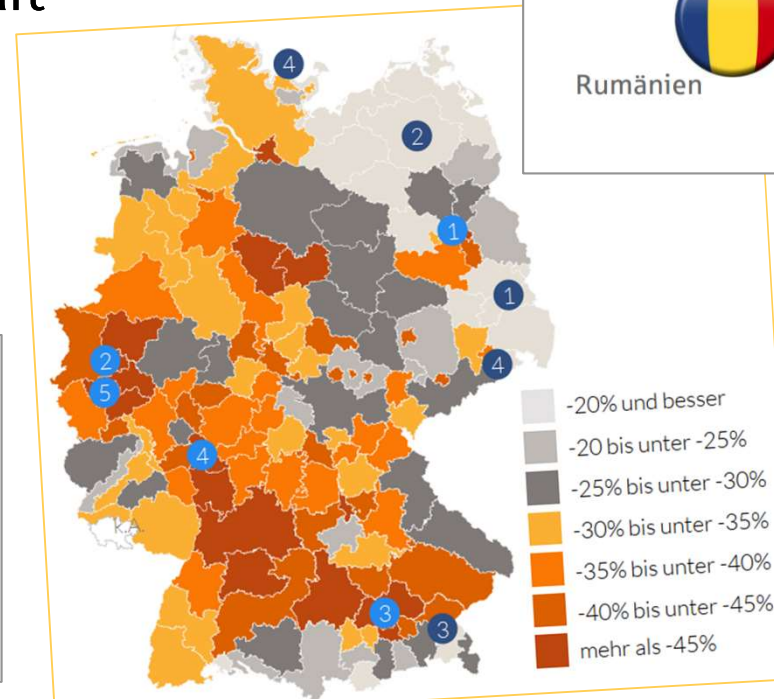 Rumänien
4
2
1
1
2
5
4
4
k.A.
3
3
-20% und besser
-20 bis unter -25%
-25% bis unter -30%
-30% bis unter -35%
-35% bis unter -40%
-40% bis unter -45%
mehr als -45%